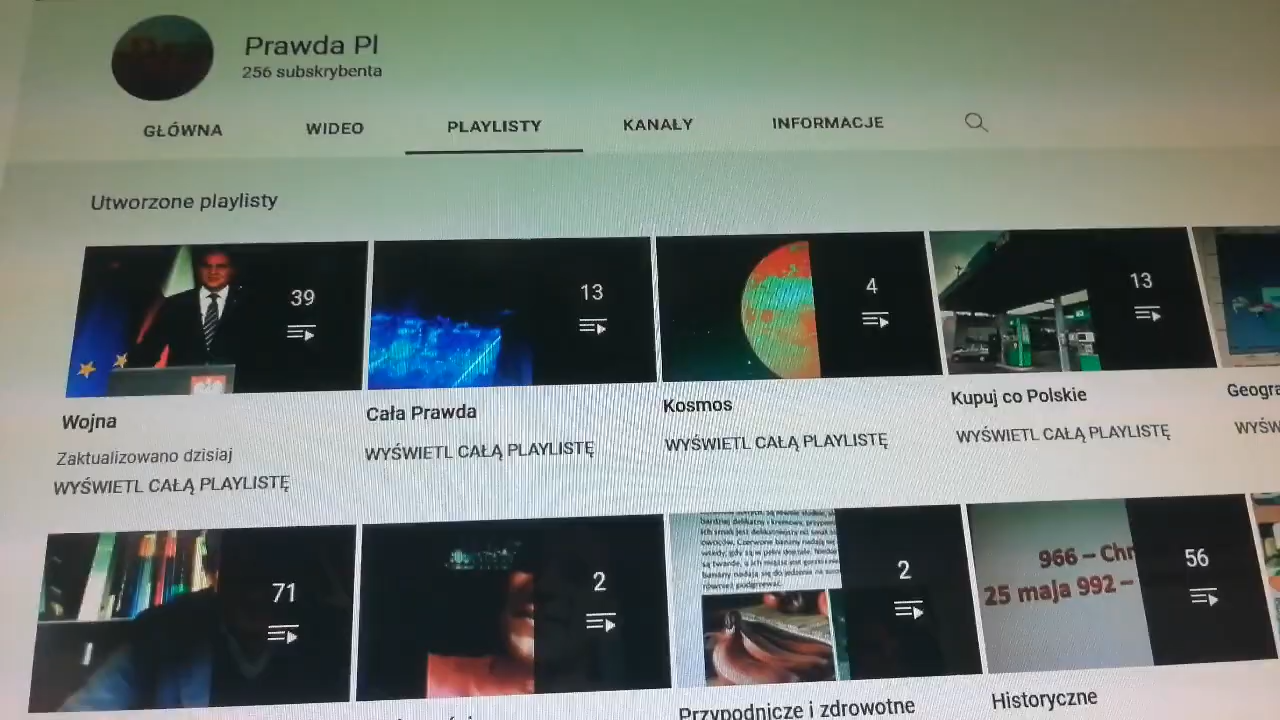 Prawda Pl
256 subskrybenta
GŁÓWNA WIDEO PLAYLISTY KANAŁY INFORMACJE
Utworzone playlisty
39 13 4 13
Wojna Cała Prawda Kosmos Kupuj co Polskie Geogra
Zaktualizowano dzisiaj
WYŚWIETL CAŁĄ PLAYLISTĘ WYŚWIETL CAŁĄ PLAYLISTĘ WYŚWIETL CAŁĄ PLAYLISTĘ WYŚWIETL CAŁĄ PLAYLISTĘ WYŚW
71 2 2 56
966 – Chr
25 maja 992 –
Przypodnicze i zdrowotne Historyczne